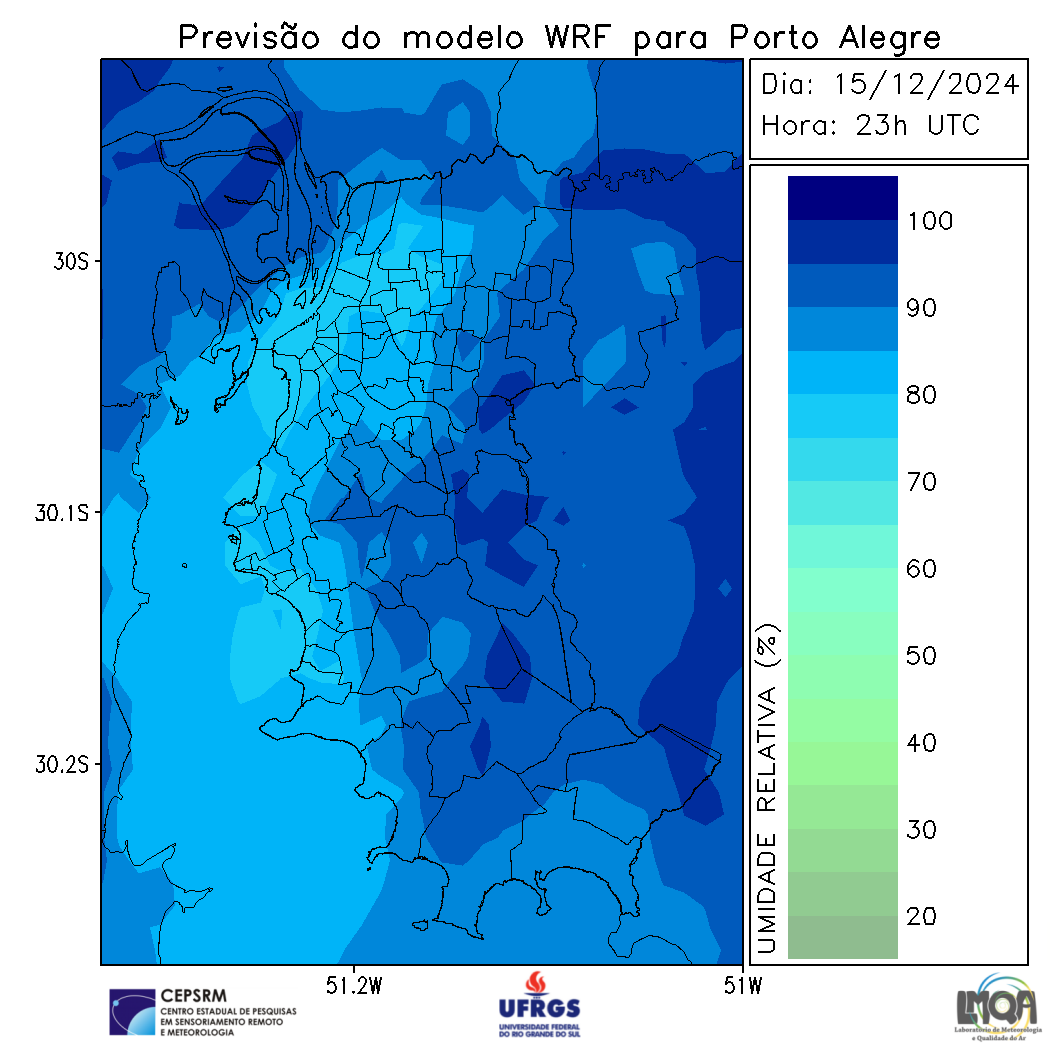 Previsão do modelo WRF para Porto Alegre
Dia: 15/12/2024
Hora: 23h UTC
30S
30.1S
30.2S
51.2W
51W
UMIDADE RELATIVA (%)
100
90
80
70
60
50
40
30
20
CEPSRM
CENTRO ESTADUAL DE PESQUISAS
EM SENSORIAMENTO REMOTO
E METEOROLOGIA
UFRGS
UNIVERSIDADE FEDERAL
DO RIO GRANDE DO SUL
LMQA
Laboratório de Meteorologia
e Qualidade do Ar